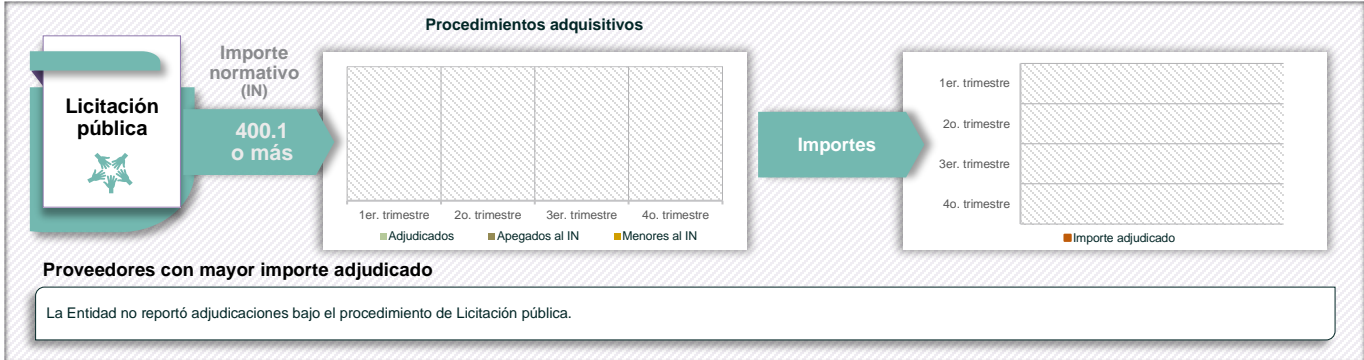 Procedimientos adquisitivos
Licitación
pública
Importe
normativo
(IN)
400.1
o más
1er. trimestre 2o. trimestre 3er. trimestre 4o. trimestre
Adjudicados Apegados al IN Menores al IN
Importes
1er. trimestre
2o. trimestre
3er. trimestre
4o. trimestre
Importe adjudicado
Proveedores con mayor importe adjudicado
La Entidad no reportó adjudicaciones bajo el procedimiento de Licitación pública.